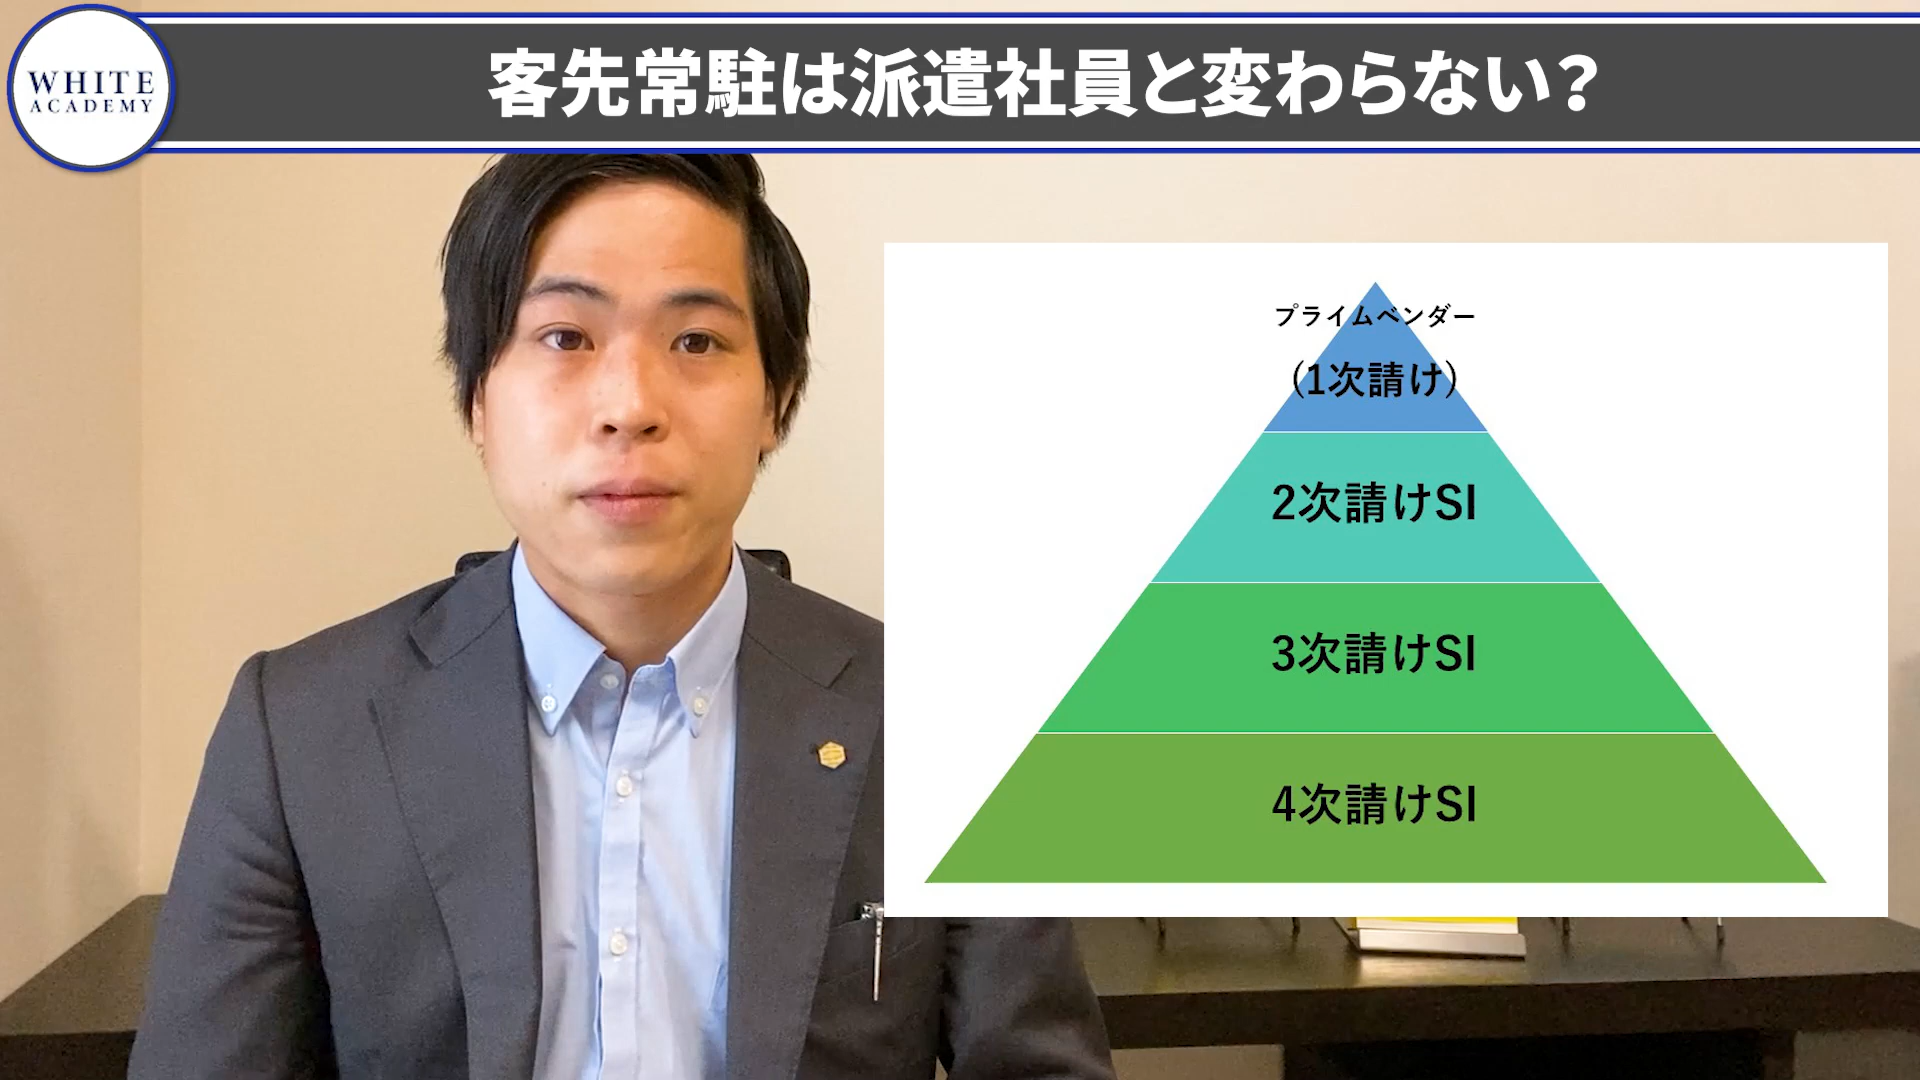 WHITE
ACADEMY
客先常駐は派遣社員と変わらない？
プライムベンダー
(1次請け)
2次請けSI
3次請けSI
4次請けSI